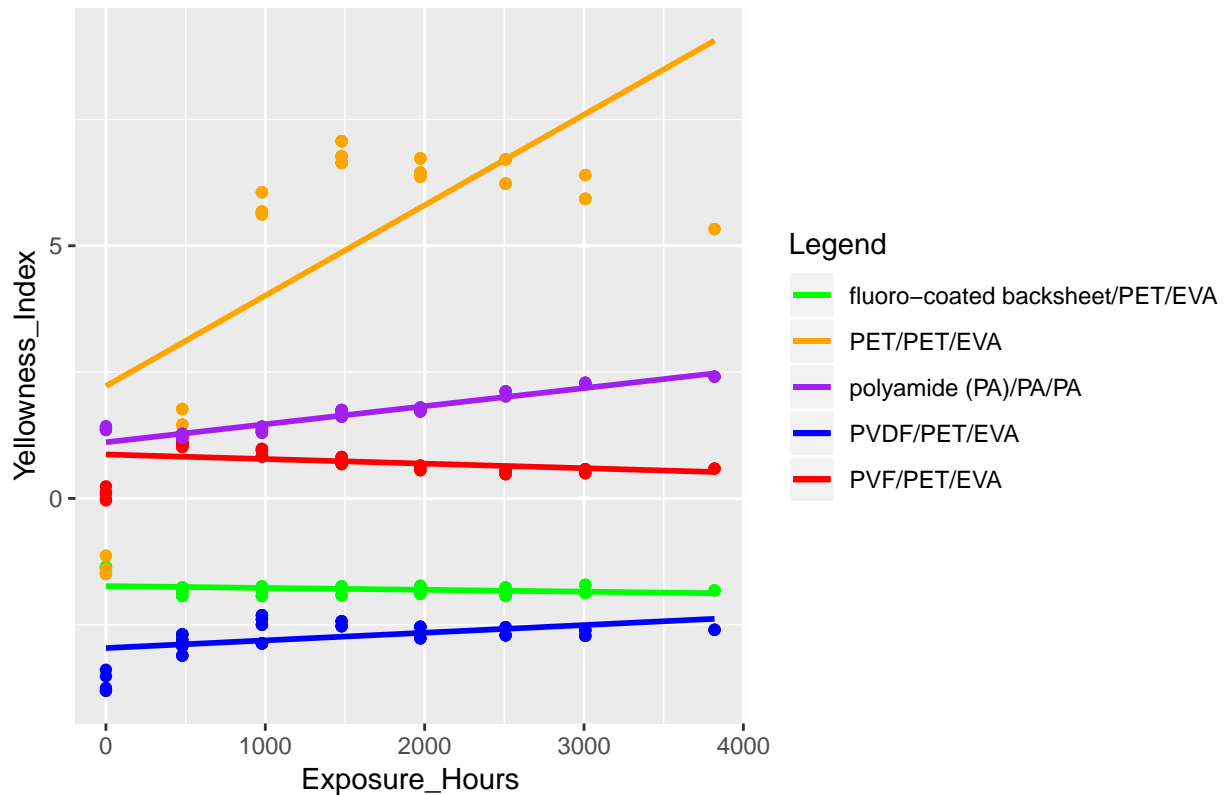 5
0
Yellowness_Index
0 1000 2000 3000 4000
Exposure_Hours
Legend
fluoro−coated backsheet/PET/EVA
PET/PET/EVA
polyamide (PA)/PA/PA
PVDF/PET/EVA
PVF/PET/EVA